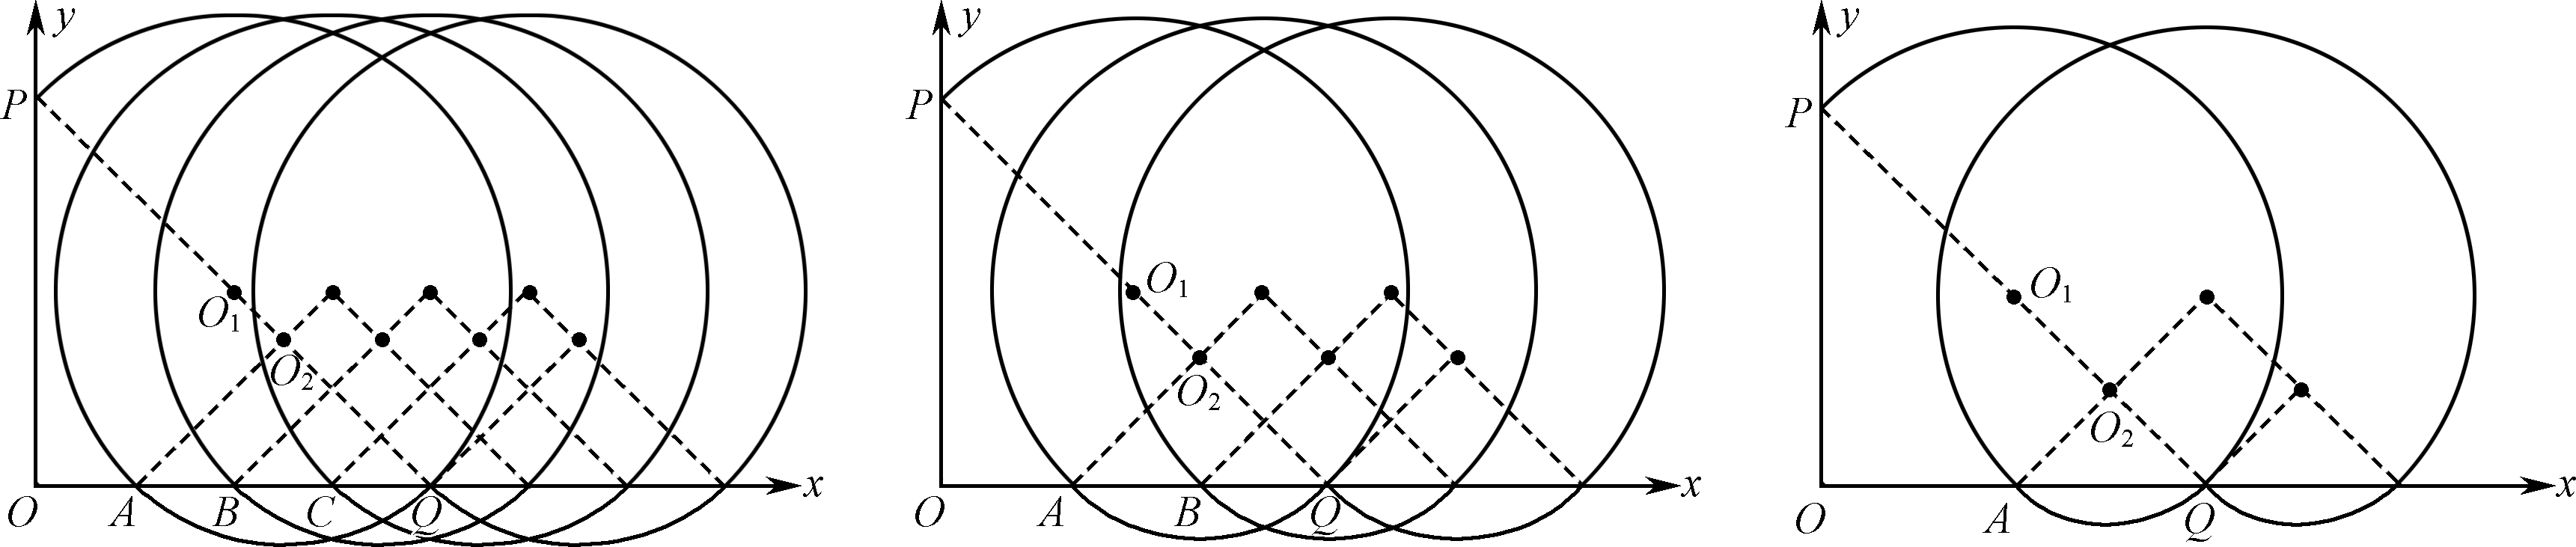 y
P
O₁
O₂
O A B C Q x
y
P
O₁
O₂
O A B Q x
y
P
O₁
O₂
O A Q x